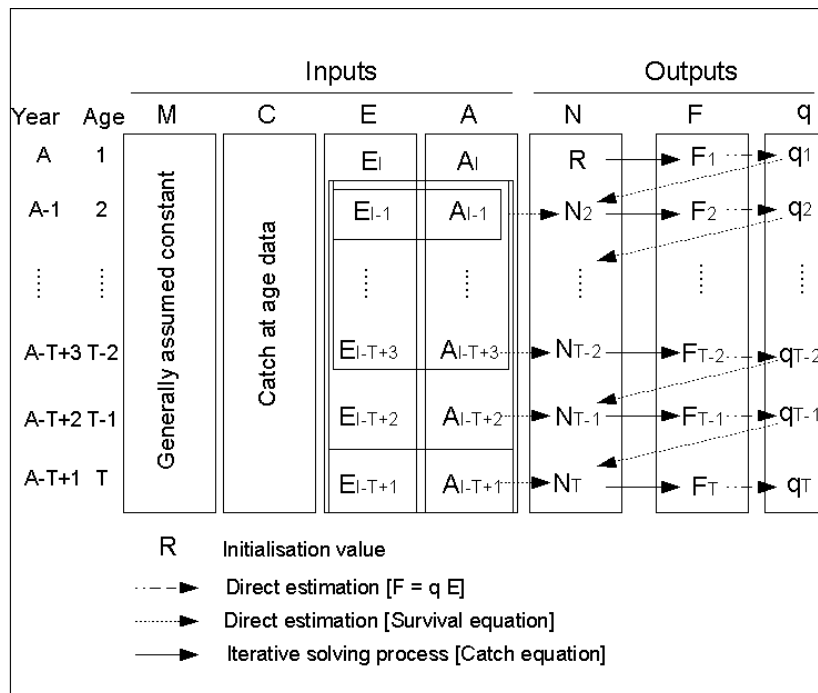 Inputs Outputs
Year Age M C E A N F q
A 1 EI AI R F1 q1
A-1 2 EI-1 AI-1 N2 F2 q2
Generally assumed constant
Catch at age data
A-T+3 T-2 EI-T+3 AI-T+3 NT-2 FT-2 qT-2
A-T+2 T-1 EI-T+2 AI-T+2 NT-1 FT-1 qT-1
A-T+1 T EI-T+1 AI-T+1 NT FT qT
R Initialisation value
Direct estimation [F = q E]
Direct estimation [Survival equation]
Iterative solving process [Catch equation]